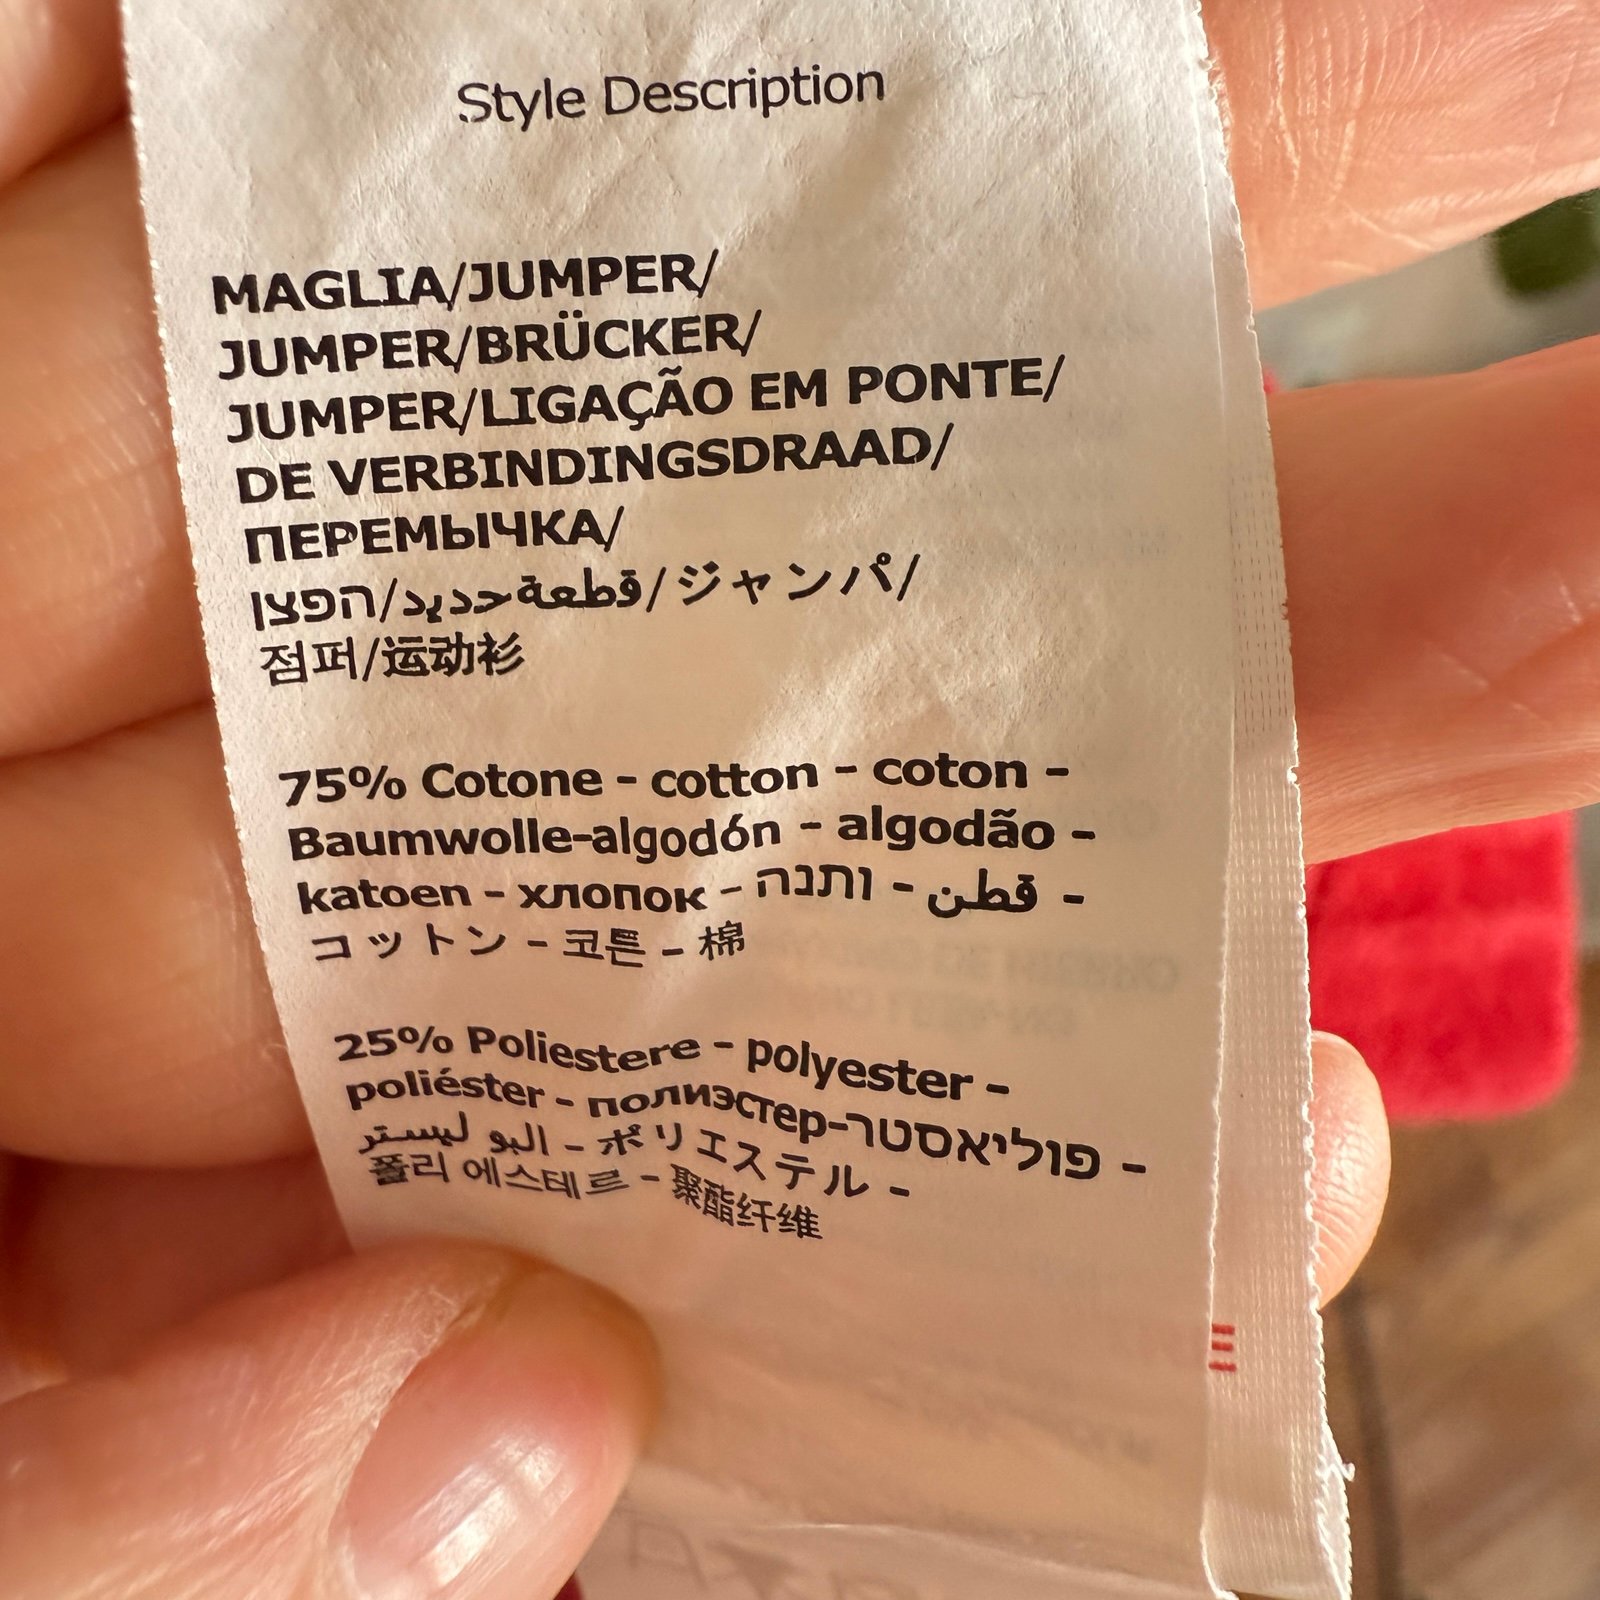 Style Description
MAGLIA/JUMPER/
JUMPER/BRÜCKER/
JUMPER/LIGAÇÃO EM PONTE/
DE VERBINDINGSDRAAD/
ПЕРЕМЫЧКА/
הפצן/قطعة حديد/ジャンパ/
점퍼/运动衫
75% Cotone - cotton - coton -
Baumwolle-algodón - algodão -
katoen - хлопок - ותנה - قطن -
コットン - 코튼 - 棉
25% Poliestere - polyester -
poliéster - полиэстер-פוליאסטר -
البو ليستر - ポリエステル -
폴리 에스테르 - 聚酯纤维